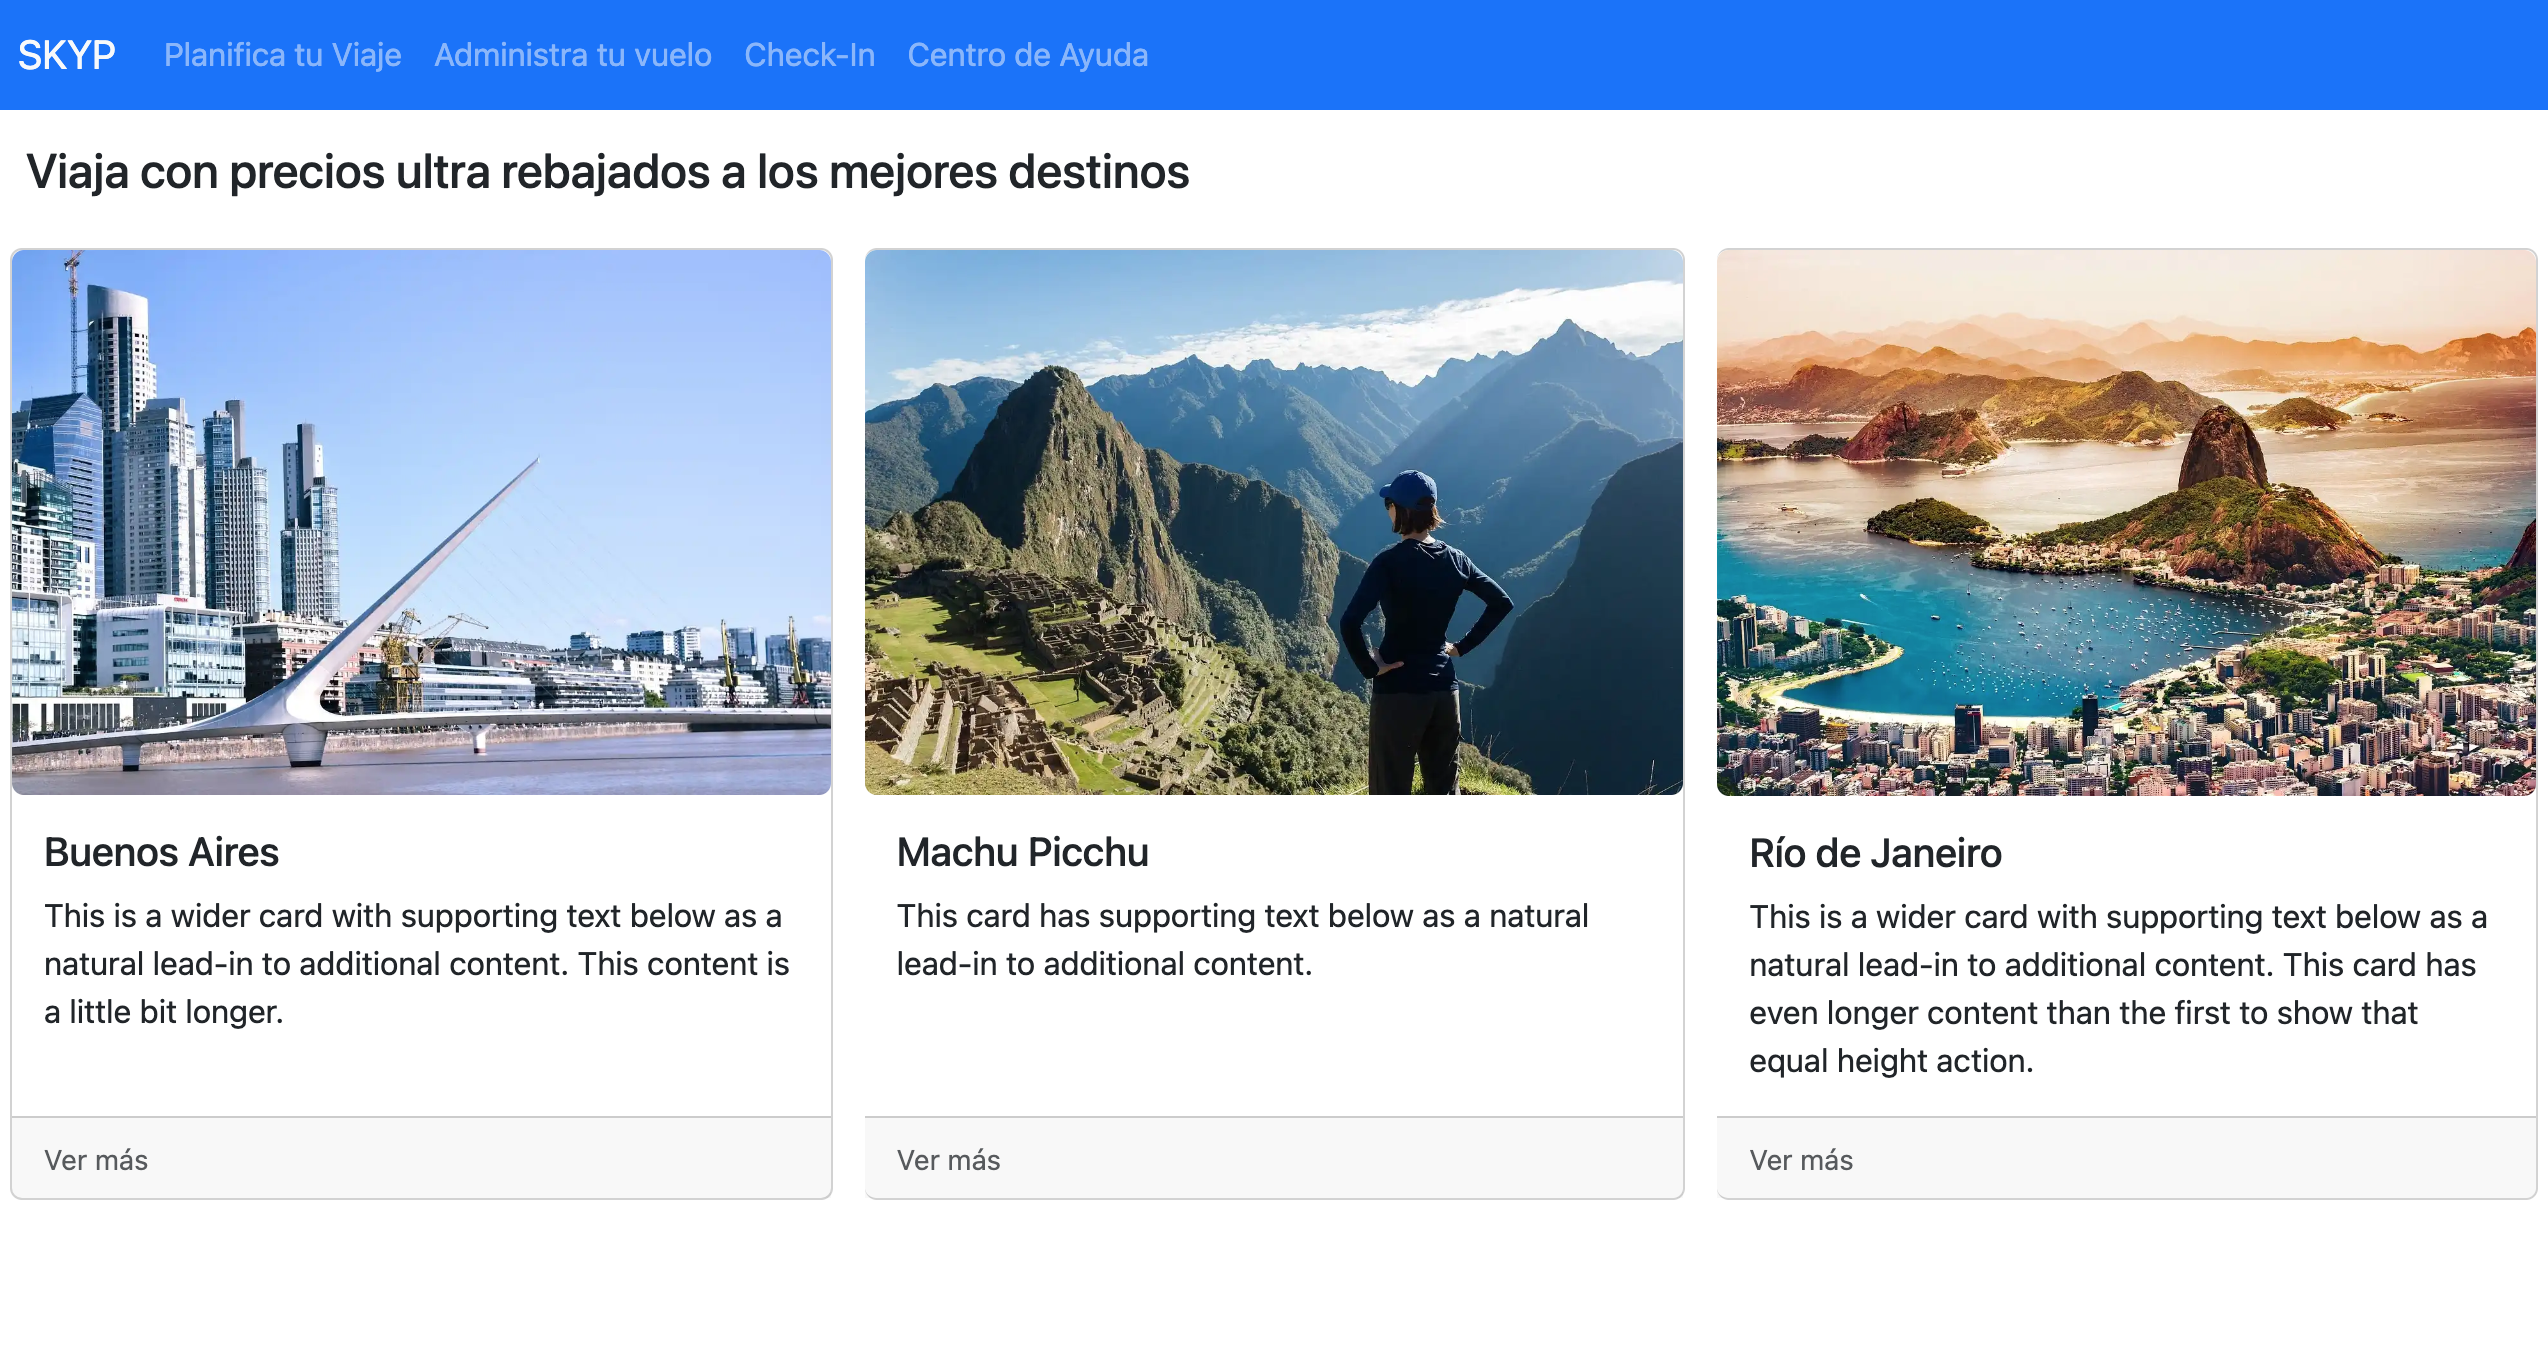 SKYP Planifica tu Viaje Administra tu vuelo Check-In Centro de Ayuda
Viaja con precios ultra rebajados a los mejores destinos
Buenos Aires
This is a wider card with supporting text below as a
natural lead-in to additional content. This content is
a little bit longer.
Ver más
Machu Picchu
This card has supporting text below as a natural
lead-in to additional content.
Ver más
Río de Janeiro
This is a wider card with supporting text below as a
natural lead-in to additional content. This card has
even longer content than the first to show that
equal height action.
Ver más